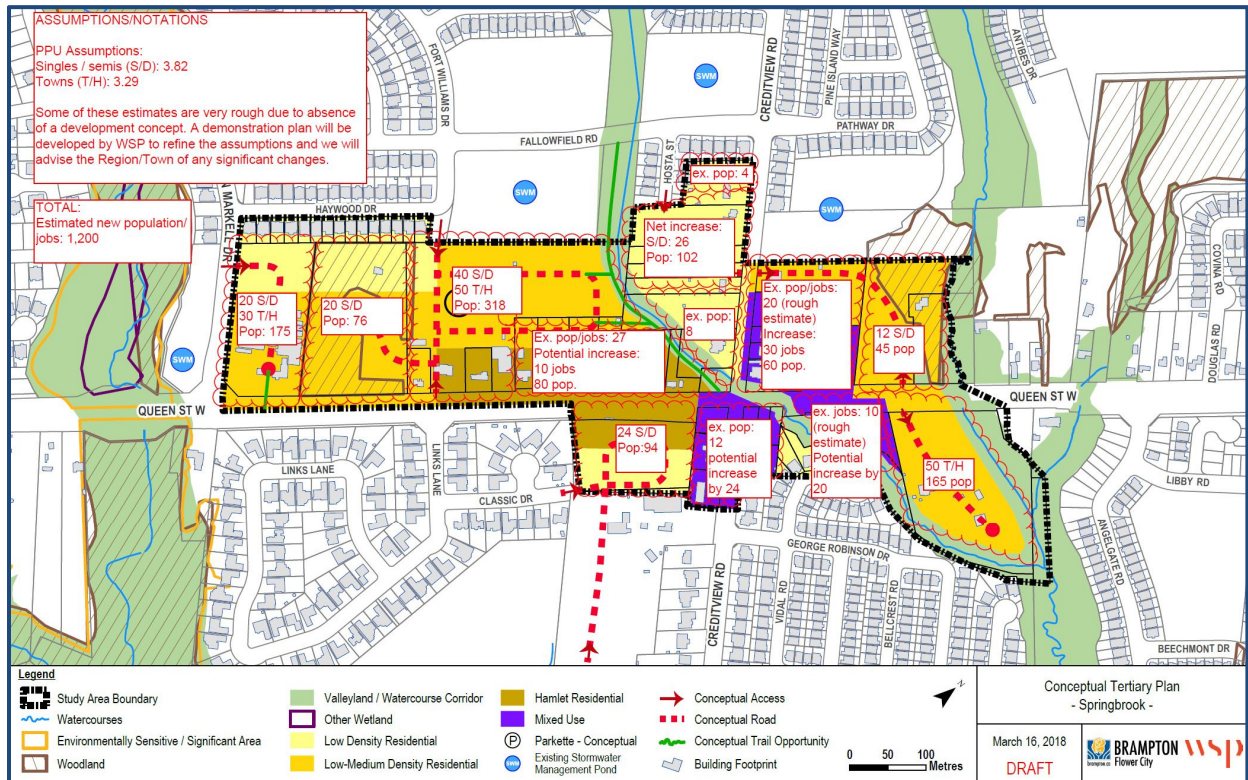 ASSUMPTIONS/NOTATIONS
PPU Assumptions:
Singles / semis (S/D): 3.82
Towns (T/H): 3.29
Some of these estimates are very rough due to absence
of a development concept. A demonstration plan will be
developed by WSP to refine the assumptions and we will
advise the Region/Town of any significant changes.
TOTAL:
Estimated new population/
jobs: 1,200
FORT WILLIAMS DR
CREDITVIEW RD
PINE ISLAND WAY
ANTIBES DR
SWM
FALLOWFIELD RD
PATHWAY DR
HOSTA ST
SWM
SWM
HAYWOOD DR
MARKELL DR
SWM
COVYNA RD
DOUGLAS RD
ex. pop: 4
Net increase:
S/D: 26
Pop: 102
20 S/D
30 T/H
Pop: 175
20 S/D
Pop: 76
40 S/D
50 T/H
Pop: 318
Ex. pop/jobs: 27
Potential increase:
10 jobs
80 pop.
ex. pop:
8
Ex. pop/jobs:
20 (rough
estimate)
Increase:
30 jobs
60 pop.
12 S/D
45 pop
QUEEN ST W
QUEEN ST W
24 S/D
Pop:94
ex. pop:
12
potential
increase
by 24
ex. jobs: 10
(rough
estimate)
Potential
increase by
20
50 T/H
165 pop
LINKS LANE
LINKS LANE
CLASSIC DR
LIBBY RD
ANGELGATE RD
GEORGE ROBINSON DR
CREDITVIEW RD
VIDAL RD
BELLCREST RD
BEECHMONT DR
Legend
Study Area Boundary
Watercourses
Environmentally Sensitive / Significant Area
Woodland
Valleyland / Watercourse Corridor
Other Wetland
Low Density Residential
Low-Medium Density Residential
Hamlet Residential
Mixed Use
P Parkette - Conceptual
SWM Existing Stormwater
Management Pond
Conceptual Access
Conceptual Road
Conceptual Trail Opportunity
Building Footprint
N
0 50 100
Metres
Conceptual Tertiary Plan
- Springbrook -
March 16, 2018
DRAFT
brampton.ca
BRAMPTON
Flower City
wsp